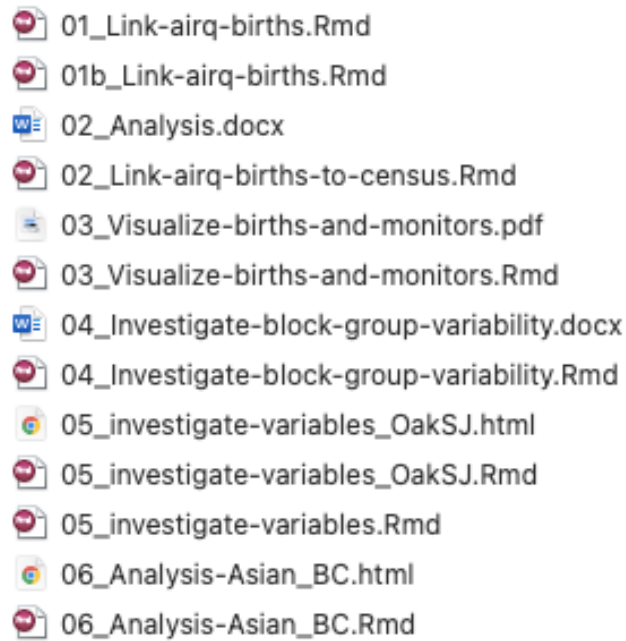 01_Link-airq-births.Rmd
01b_Link-airq-births.Rmd
02_Analysis.docx
02_Link-airq-births-to-census.Rmd
03_Visualize-births-and-monitors.pdf
03_Visualize-births-and-monitors.Rmd
04_Investigate-block-group-variability.docx
04_Investigate-block-group-variability.Rmd
05_investigate-variables_OakSJ.html
05_investigate-variables_OakSJ.Rmd
05_investigate-variables.Rmd
06_Analysis-Asian_BC.html
06_Analysis-Asian_BC.Rmd